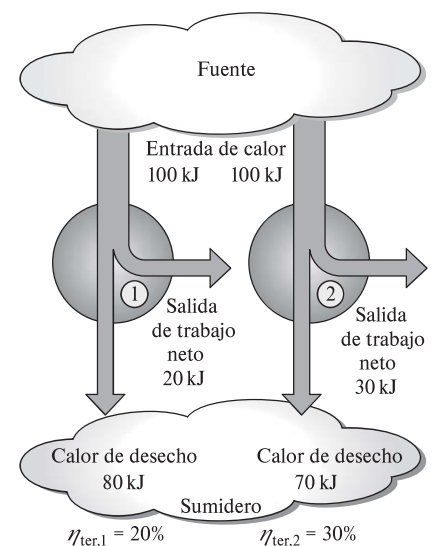 Fuente
Entrada de calor
100 kJ 100 kJ
1
Salida
de trabajo
neto
20 kJ
2
Salida
de trabajo
neto
30 kJ
Calor de desecho
80 kJ
Calor de desecho
70 kJ
Sumidero
ηter,1 = 20%
ηter,2 = 30%